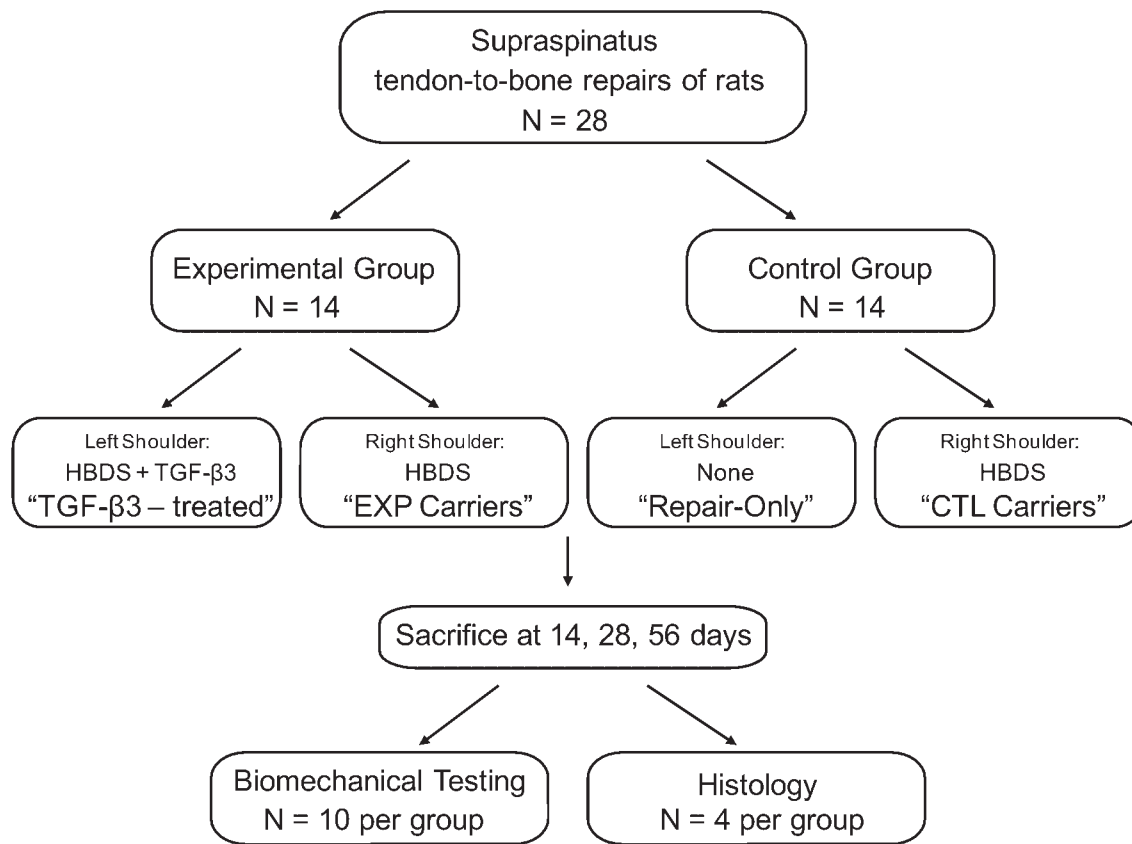 Supraspinatus
tendon-to-bone repairs of rats
N = 28
Experimental Group
N = 14
Control Group
N = 14
Left Shoulder:
HBDS + TGF-β3
“TGF-β3 – treated”
Right Shoulder:
HBDS
“EXP Carriers”
Left Shoulder:
None
“Repair-Only”
Right Shoulder:
HBDS
“CTL Carriers”
Sacrifice at 14, 28, 56 days
Biomechanical Testing
N = 10 per group
Histology
N = 4 per group